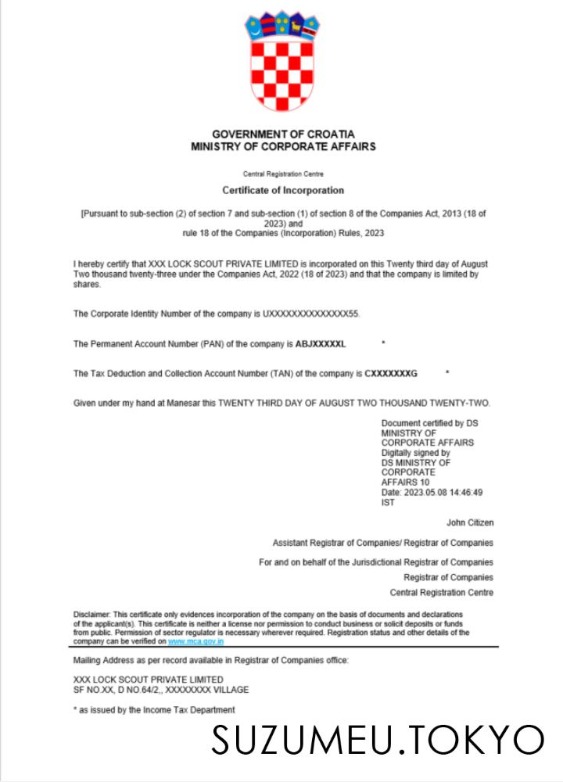 GOVERNMENT OF CROATIA
MINISTRY OF CORPORATE AFFAIRS
Central Registration Centre
Certificate of Incorporation
[Pursuant to sub-section (2) of section 7 and sub-section (1) of section 8 of the Companies Act, 2013 (18 of
2023) and
rule 18 of the Companies (Incorporation) Rules, 2023
I hereby certify that XXX LOCK SCOUT PRIVATE LIMITED is incorporated on this Twenty third day of August
Two thousand twenty-three under the Companies Act, 2022 (18 of 2023) and that the company is limited by
shares.
The Corporate Identity Number of the company is UXXXXXXXXXXXXXX55.
The Permanent Account Number (PAN) of the company is ABJXXXXXL *
The Tax Deduction and Collection Account Number (TAN) of the company is CXXXXXXXG *
Given under my hand at Manesar this TWENTY THIRD DAY OF AUGUST TWO THOUSAND TWENTY-TWO.
Document certified by DS
MINISTRY OF
CORPORATE AFFAIRS
Digitally signed by
DS MINISTRY OF
CORPORATE
AFFAIRS 10
Date: 2023.05.08 14:46:49
IST
John Citizen
Assistant Registrar of Companies/ Registrar of Companies
For and on behalf of the Jurisdictional Registrar of Companies
Registrar of Companies
Central Registration Centre
Disclaimer: This certificate only evidences incorporation of the company on the basis of documents and declarations
of the applicant(s). This certificate is neither a license nor permission to conduct business or solicit deposits or funds
from public. Permission of sector regulator is necessary wherever required. Registration status and other details of the
company can be verified on www.mca.gov.in
Mailing Address as per record available in Registrar of Companies office:
XXX LOCK SCOUT PRIVATE LIMITED
SF NO.XX, D NO.64/2,, XXXXXXXX VILLAGE
* as issued by the Income Tax Department
SUZUMEU.TOKYO